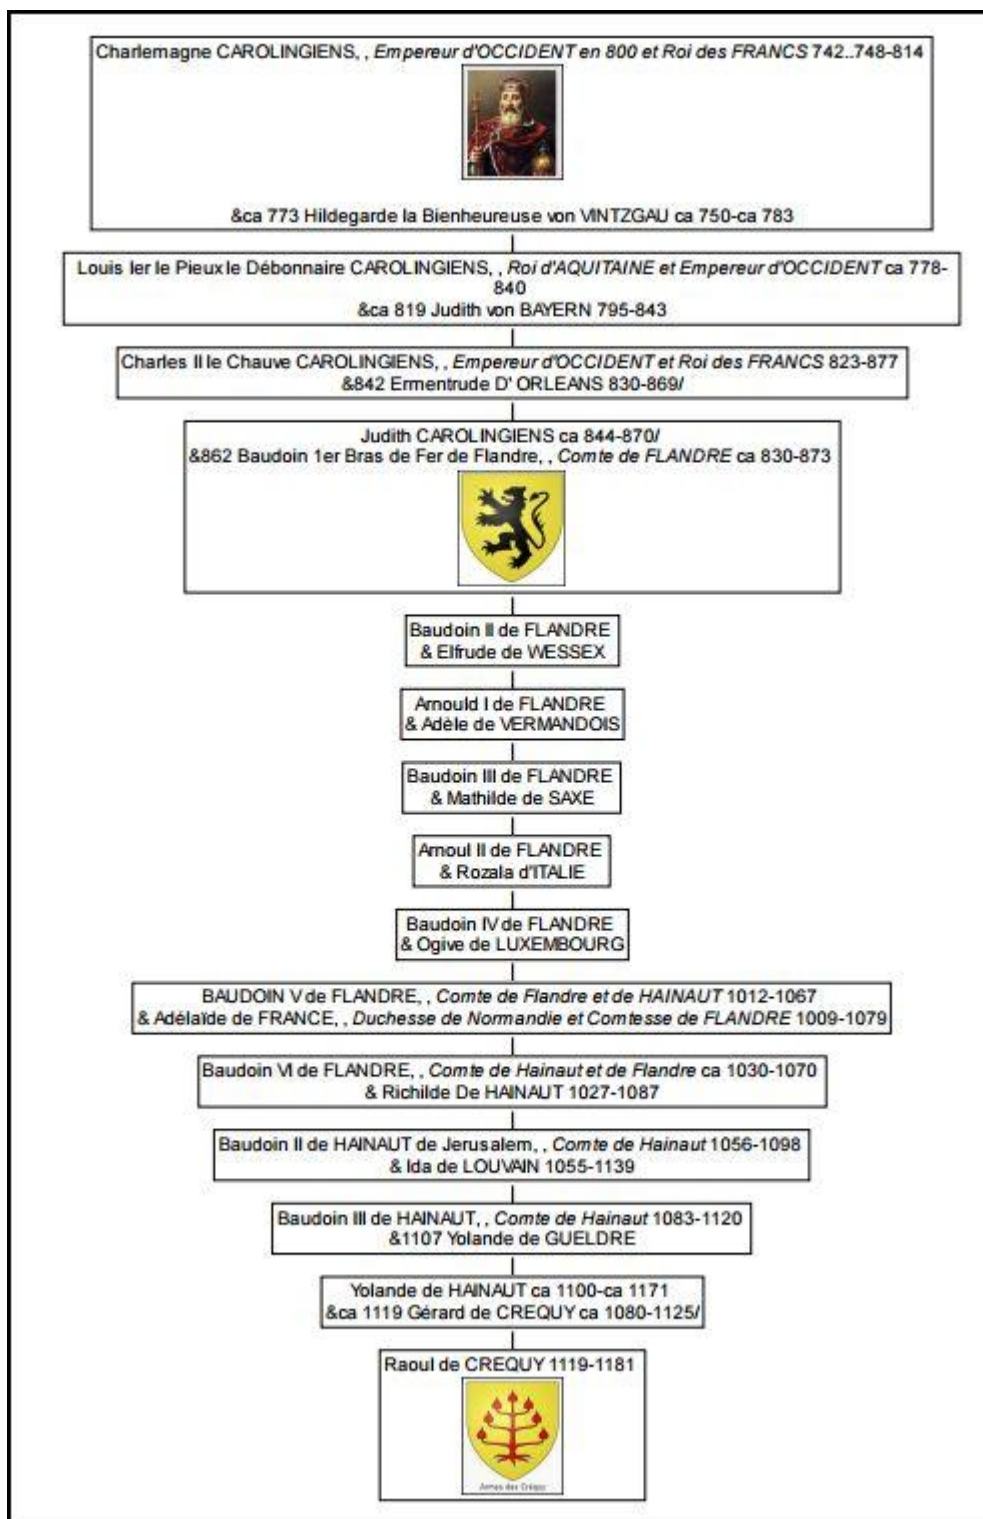 Charlemagne CAROLINGIENS, , Empereur d'OCCIDENT en 800 et Roi des FRANCS 742..748-814
&ca 773 Hildegarde la Bienheureuse von VINTZGAU ca 750-ca 783
Louis Ier le Pieux le Débonnaire CAROLINGIENS, , Roi d'AQUITAINE et Empereur d'OCCIDENT ca 778-
840
&ca 819 Judith von BAYERN 795-843
Charles II le Chauve CAROLINGIENS, , Empereur d'OCCIDENT et Roi des FRANCS 823-877
&842 Ermentrude D' ORLEANS 830-869/
Judith CAROLINGIENS ca 844-870/
&862 Baudoin 1er Bras de Fer de Flandre, , Comte de FLANDRE ca 830-873
Baudoin II de FLANDRE
& Elfrude de WESSEX
Arnould I de FLANDRE
& Adèle de VERMANDOIS
Baudoin III de FLANDRE
& Mathilde de SAXE
Arnoul II de FLANDRE
& Rozala d'ITALIE
Baudoin IV de FLANDRE
& Ogive de LUXEMBOURG
BAUDOIN V de FLANDRE, , Comte de Flandre et de HAINAUT 1012-1067
& Adélaïde de FRANCE, , Duchesse de Normandie et Comtesse de FLANDRE 1009-1079
Baudoin VI de FLANDRE, , Comte de Hainaut et de Flandre ca 1030-1070
& Richilde De HAINAUT 1027-1087
Baudoin II de HAINAUT de Jerusalem, , Comte de Hainaut 1056-1098
& Ida de LOUVAIN 1055-1139
Baudoin III de HAINAUT, , Comte de Hainaut 1083-1120
&1107 Yolande de GUELDRE
Yolande de HAINAUT ca 1100-ca 1171
&ca 1119 Gérard de CREQUY ca 1080-1125/
Raoul de CREQUY 1119-1181
Armes des Créquy